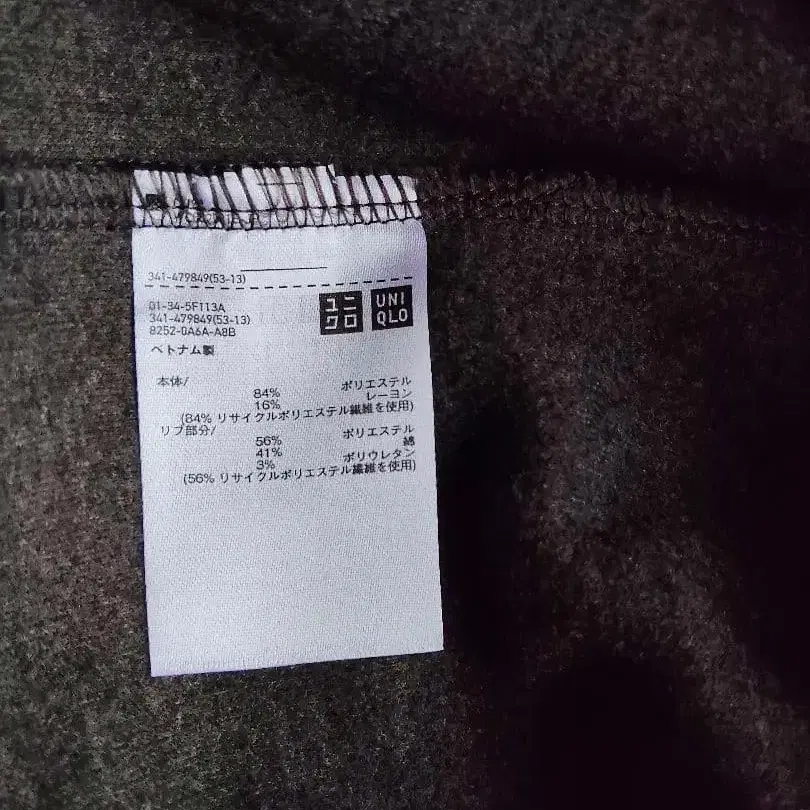 341-479849(53-13)
01-34-5F113A
341-479849(53-13)
8252-0A6A-A8B
ユニ
クロ
UNI
QLO
ベトナム製
本体/
84% ポリエステル
16% レーヨン
(84% リサイクルポリエステル繊維を使用)
リブ部分/
56% ポリエステル
41% 綿
3% ポリウレタン
(56% リサイクルポリエステル繊維を使用)